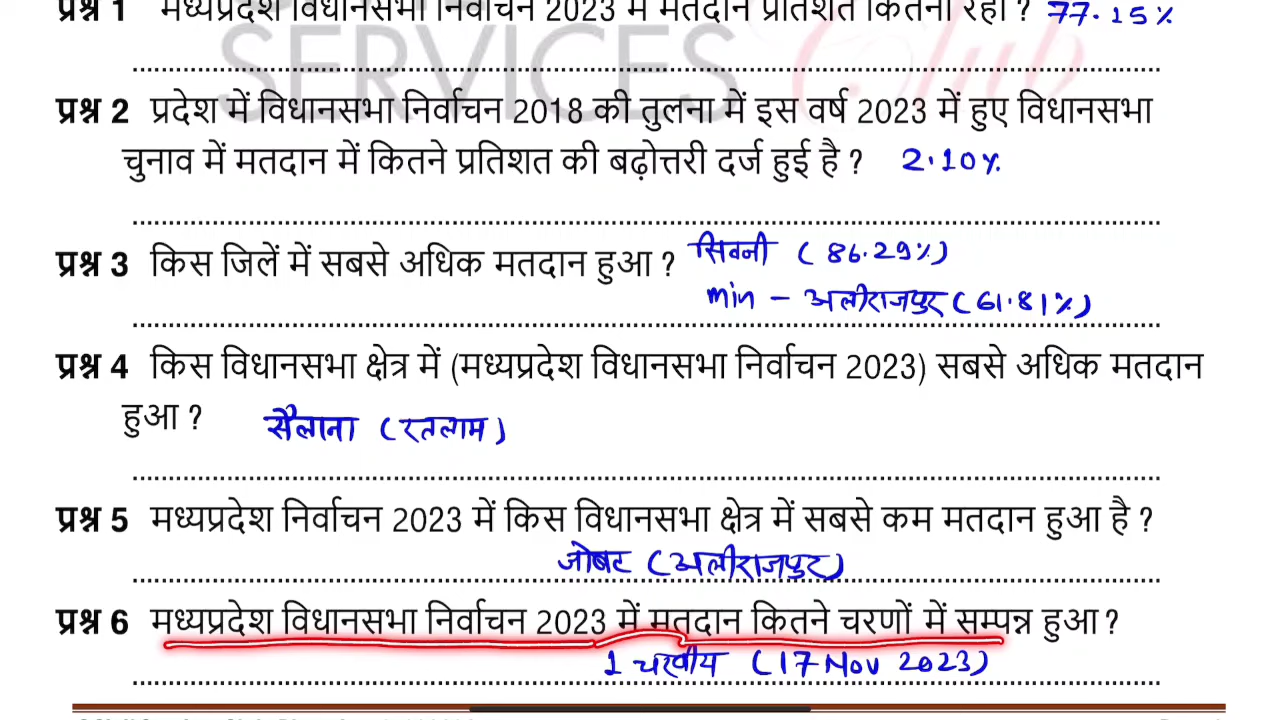 प्रश्न 1 मध्यप्रदेश विधानसभा निर्वाचन 2023 में मतदान प्रतिशत कितना रहा ? 77.15%
SERVICES Club
प्रश्न 2 प्रदेश में विधानसभा निर्वाचन 2018 की तुलना में इस वर्ष 2023 में हुए विधानसभा
चुनाव में मतदान में कितने प्रतिशत की बढ़ोत्तरी दर्ज हुई है ? 2.10%
प्रश्न 3 किस जिलें में सबसे अधिक मतदान हुआ ? सिवनी (86.29%)
min - अलीराजपुर (61.81%)
प्रश्न 4 किस विधानसभा क्षेत्र में (मध्यप्रदेश विधानसभा निर्वाचन 2023) सबसे अधिक मतदान
हुआ ? सैलाना (रतलाम)
प्रश्न 5 मध्यप्रदेश निर्वाचन 2023 में किस विधानसभा क्षेत्र में सबसे कम मतदान हुआ है ?
जोबट (अलीराजपुर)
प्रश्न 6 मध्यप्रदेश विधानसभा निर्वाचन 2023 में मतदान कितने चरणों में सम्पन्न हुआ ?
1 चरणीय (17 Nov 2023)